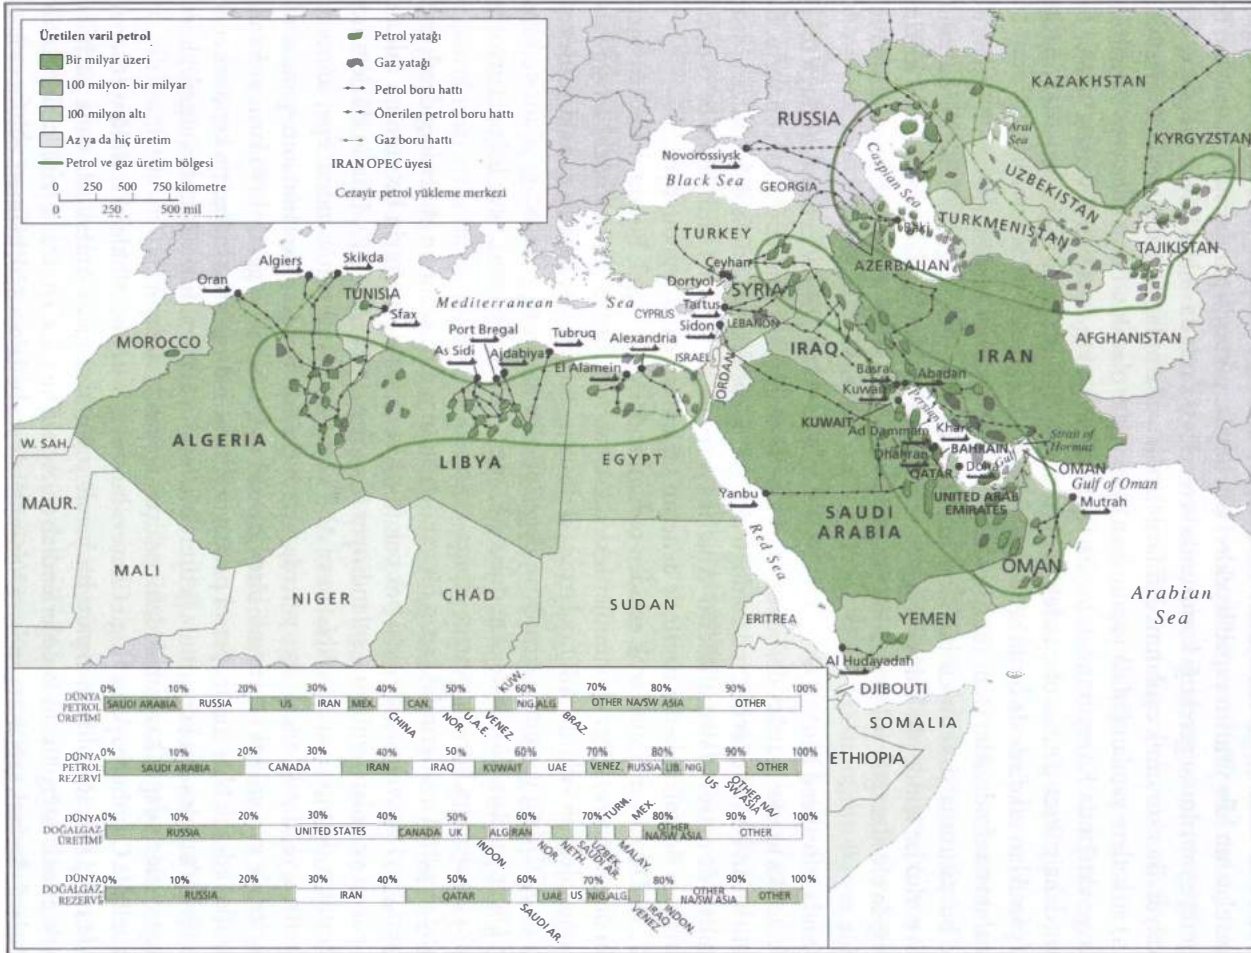 Üretilen varil petrol
Bir milyar üzeri
100 milyon- bir milyar
100 milyon altı
Az ya da hiç üretim
Petrol ve gaz üretim bölgesi
0 250 500 750 kilometre
0 250 500 mil
Petrol yatağı
Gaz yatağı
Petrol boru hattı
Önerilen petrol boru hattı
Gaz boru hattı
IRAN OPEC üyesi
Cezayir petrol yükleme merkezi
KAZAKHSTAN
RUSSIA
Aral
Sea
KYRGYZSTAN
Novorossiysk
Black Sea
Caspian Sea
UZBEKISTAN
GEORGIA
TURKMENISTAN
Baki
TAJIKISTAN
TURKEY
AZERBAIJAN
Ceyhan
Skikda
Algiers
Oran
Dortyol
SYRIA
TUNISIA
Mediterranean Sea
Tartus
CYPRUS
LEBANON
Sfax
Sidon
AFGHANISTAN
Port Bregal
Tubruq
Alexandria
MOROCCO
As Sidi
Ajdabiya
IRAQ
IRAN
El Alamein
ISRAEL
JORDAN
Basra
Abadan
Kuwait
Persian
Gulf
KUWAIT
Ad Dammam
Khark
Strait of
Hormuz
W. SAH.
ALGERIA
LIBYA
EGYPT
Dhahran
BAHRAIN
QATAR
Doha
OMAN
Gulf of Oman
MAUR.
Yanbu
UNITED ARAB
EMIRATES
Mutrah
SAUDI
ARABIA
Red Sea
MALI
NIGER
CHAD
SUDAN
OMAN
Arabian
Sea
ERITREA
YEMEN
Al Hudayadah
DJIBOUTI
SOMALIA
ETHIOPIA
0% 10% 20% 30% 40% 50% 60% 70% 80% 90% 100%
DÜNYA
PETROL
ÜRETİMİ
SAUDI ARABIA RUSSIA US IRAN MEX. CHINA CAN. NOR. U.A.E. VENEZ. KUW. NIG. ALG. BRAZ. OTHER NA/SW ASIA OTHER
0% 10% 20% 30% 40% 50% 60% 70% 80% 90% 100%
DÜNYA
PETROL
REZERVİ
SAUDI ARABIA CANADA IRAN IRAQ KUWAIT UAE VENEZ. RUSSIA LIB. NIG. US OTHER NA/SW ASIA OTHER
0% 10% 20% 30% 40% 50% 60% 70% 80% 90% 100%
DÜNYA
DOĞALGAZ
ÜRETİMİ
RUSSIA UNITED STATES CANADA UK INDON. ALG IRAN NOR. NETH. SAUDI AR. UZBEK. TURM. MALAY. MEX. OTHER NA/SW ASIA OTHER
0% 10% 20% 30% 40% 50% 60% 70% 80% 90% 100%
DÜNYA
DOĞALGAZ
REZERVİ
RUSSIA IRAN QATAR SAUDI AR. UAE US NIG. ALG. VENEZ. IRAQ INDON. OTHER NA/SW ASIA OTHER